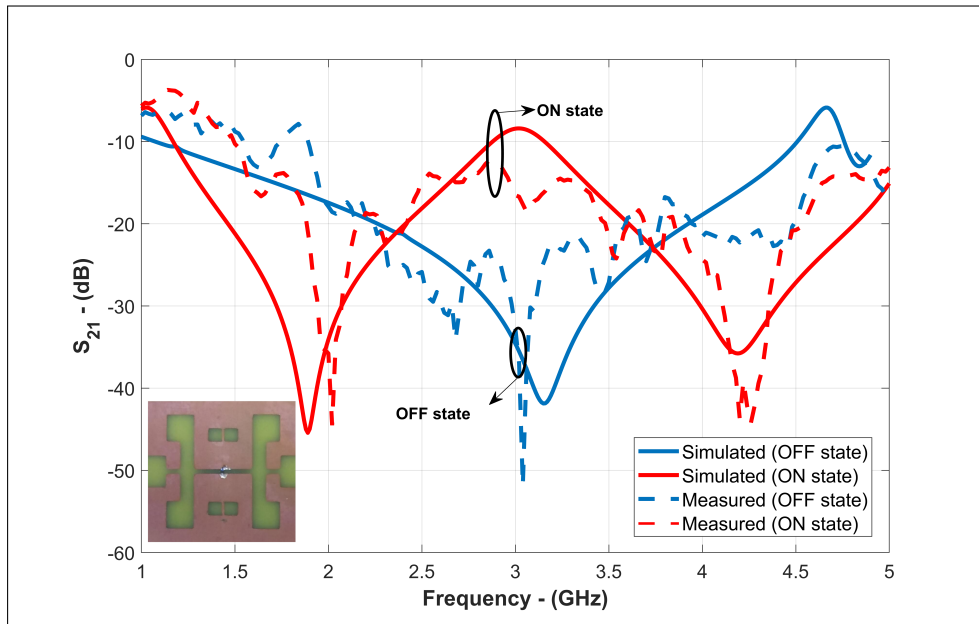 0
-10
-20
-30
-40
-50
-60
S21 - (dB)
ON state
OFF state
Simulated (OFF state)
Simulated (ON state)
Measured (OFF state)
Measured (ON state)
1 1.5 2 2.5 3 3.5 4 4.5 5
Frequency - (GHz)